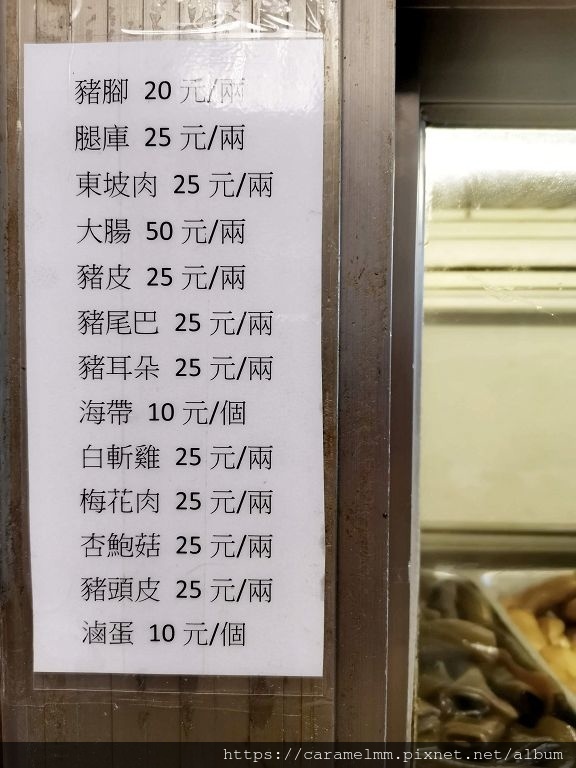 豬腳 20 元/兩
腿庫 25 元/兩
東坡肉 25 元/兩
大腸 50 元/兩
豬皮 25 元/兩
豬尾巴 25 元/兩
豬耳朵 25 元/兩
海帶 10 元/個
白斬雞 25 元/兩
梅花肉 25 元/兩
杏鮑菇 25 元/兩
豬頭皮 25 元/兩
滷蛋 10 元/個
https://caramelmm.pixnet.net/album